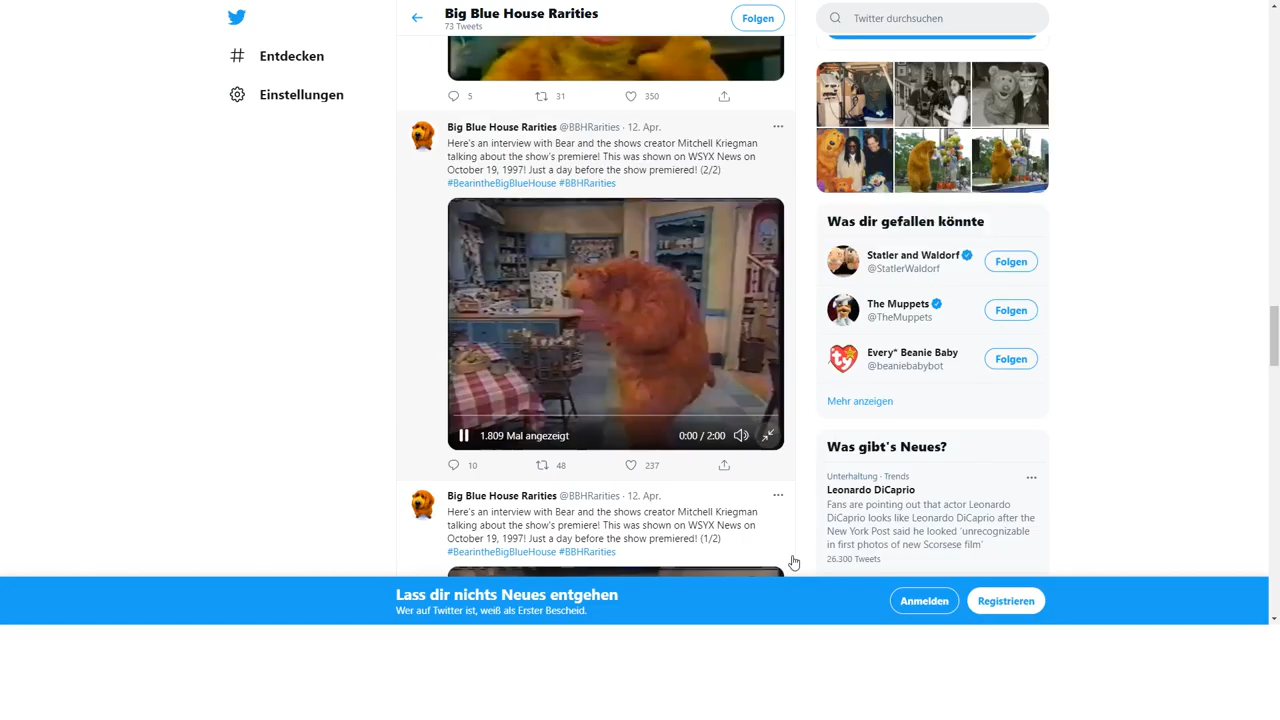 Big Blue House Rarities
73 Tweets
Folgen
Twitter durchsuchen
Entdecken
Einstellungen
5
31
350
Big Blue House Rarities @BBHRarities · 12. Apr.
Here's an interview with Bear and the shows creator Mitchell Kriegman
talking about the show's premiere! This was shown on WSYX News on
October 19, 1997! Just a day before the show premiered! (2/2)
#BearintheBigBlueHouse #BBHRarities
1.809 Mal angezeigt
0:00 / 2:00
10
48
237
Big Blue House Rarities @BBHRarities · 12. Apr.
Here's an interview with Bear and the shows creator Mitchell Kriegman
talking about the show's premiere! This was shown on WSYX News on
October 19, 1997! Just a day before the show premiered! (1/2)
#BearintheBigBlueHouse #BBHRarities
Was dir gefallen könnte
Statler and Waldorf
@StatlerWaldorf
Folgen
The Muppets
@TheMuppets
Folgen
ty
Every* Beanie Baby
@beaniebabybot
Folgen
Mehr anzeigen
Was gibt's Neues?
Unterhaltung · Trends
Leonardo DiCaprio
Fans are pointing out that actor Leonardo
DiCaprio looks like Leonardo DiCaprio after the
New York Post said he looked 'unrecognizable
in first photos of new Scorsese film'
26.300 Tweets
Lass dir nichts Neues entgehen
Wer auf Twitter ist, weiß als Erster Bescheid.
Anmelden
Registrieren